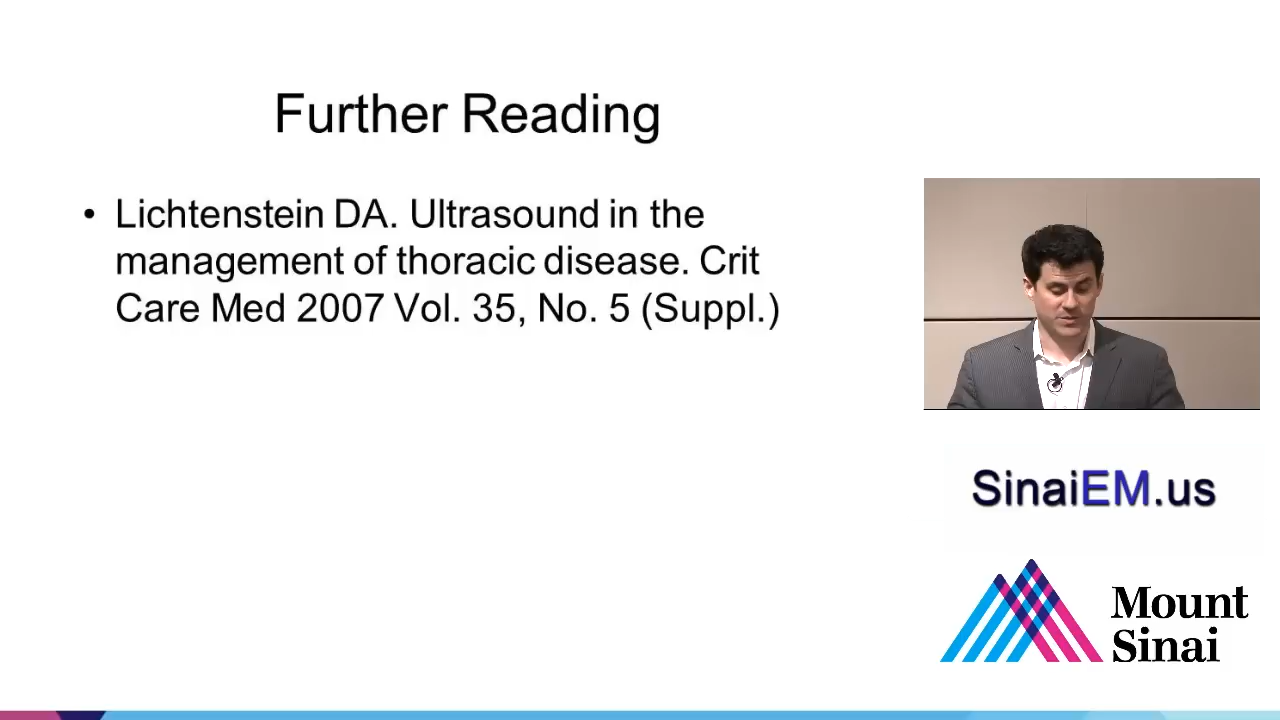 Further Reading
• Lichtenstein DA. Ultrasound in the
management of thoracic disease. Crit
Care Med 2007 Vol. 35, No. 5 (Suppl.)
SinaiEM.us
Mount
Sinai